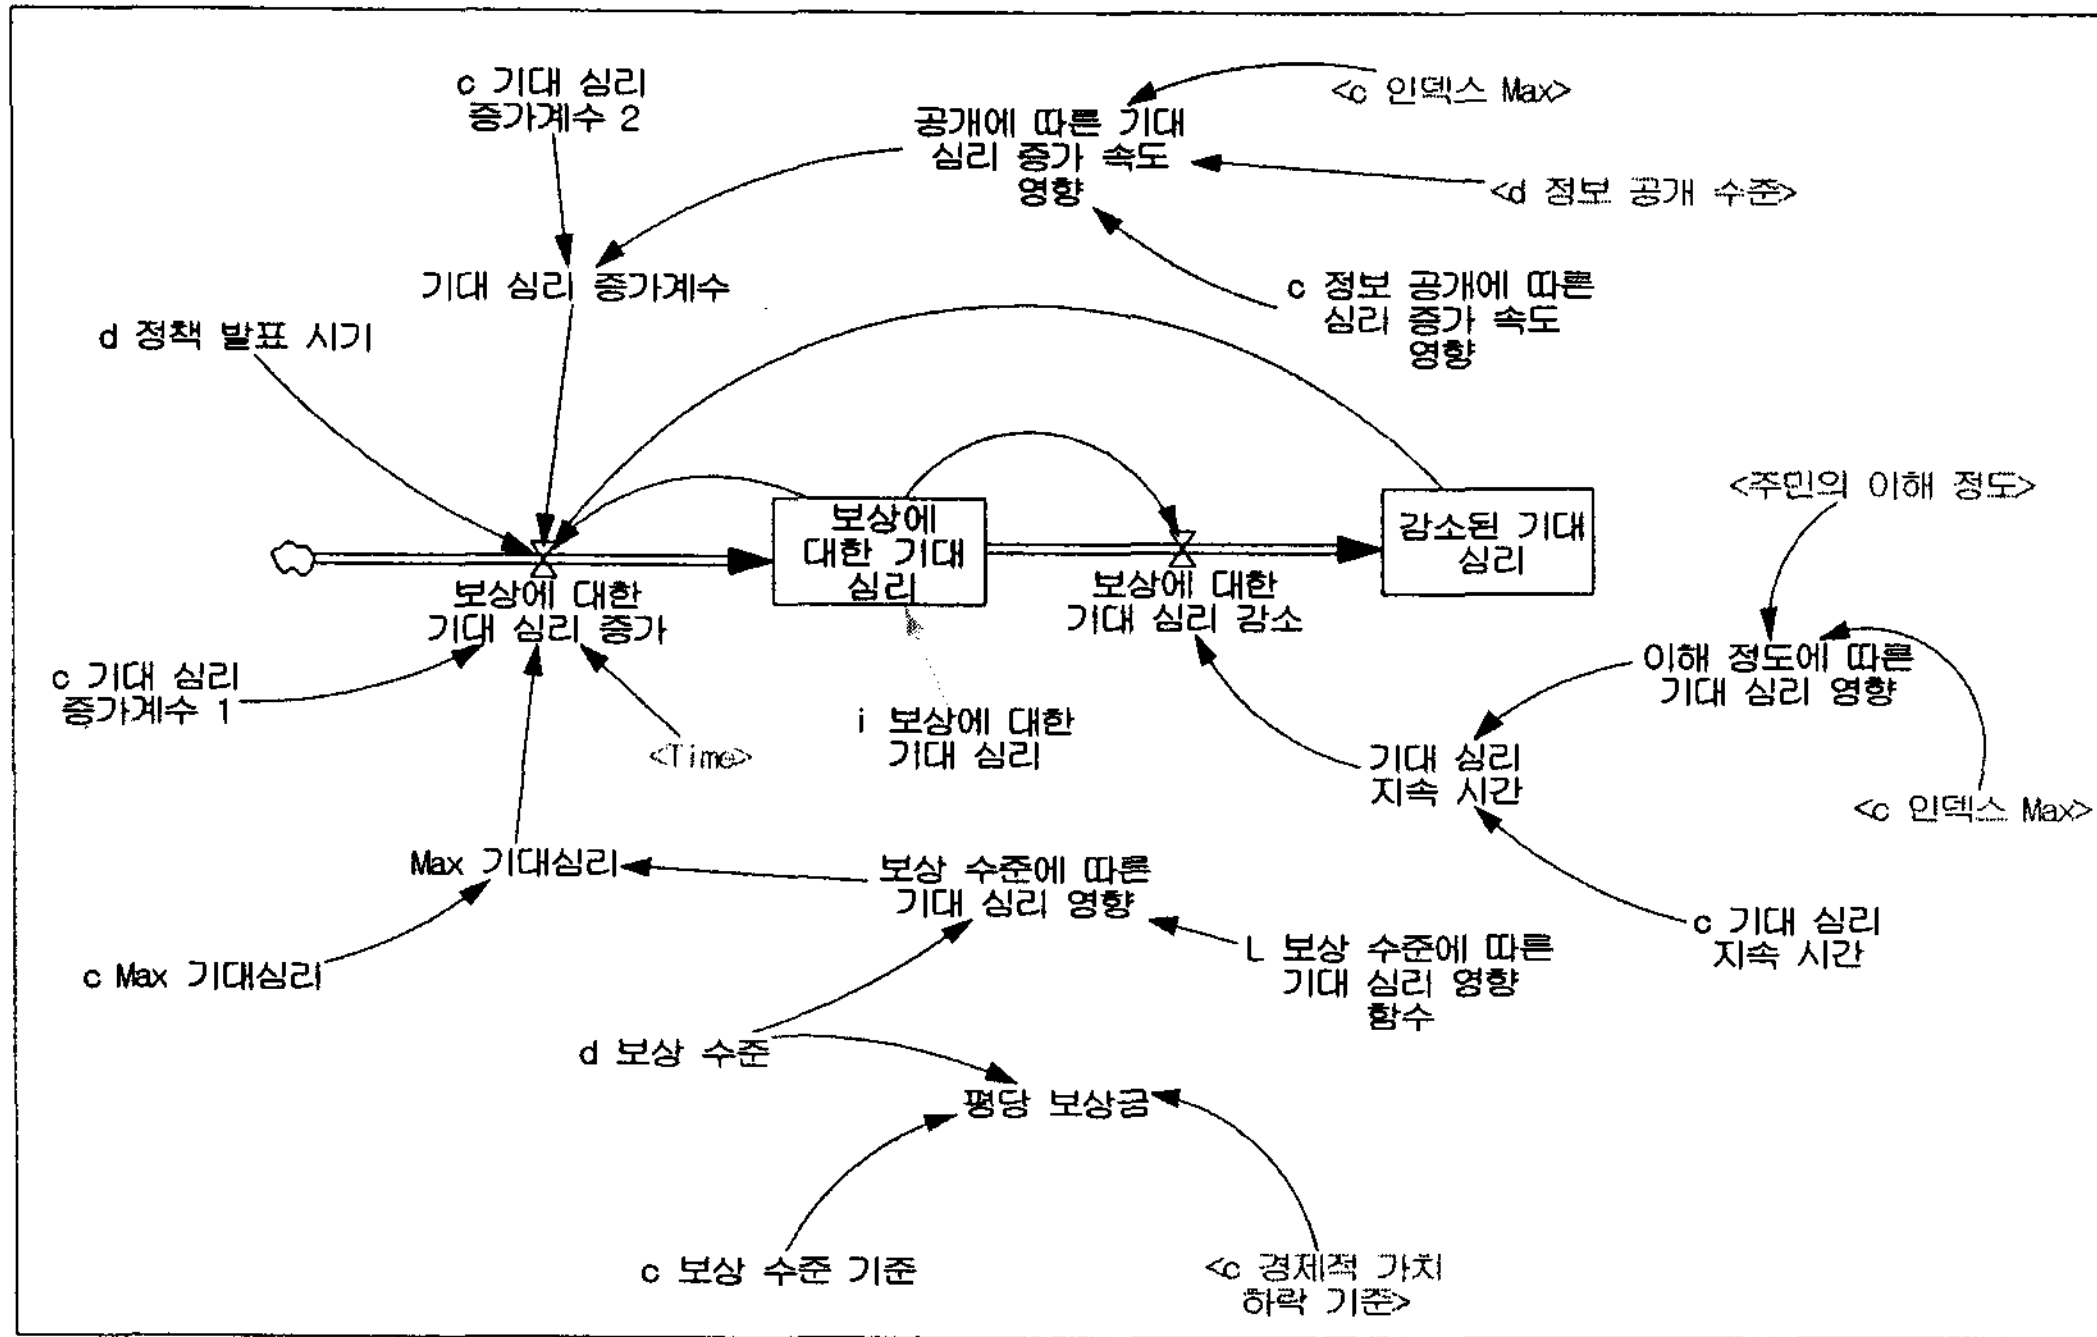 c 기대 심리
증가계수 2
<c 인덱스 Max>
공개에 따른 기대
심리 증가 속도
영향
<d 정보 공개 수준>
기대 심리 증가계수
c 정보 공개에 따른
심리 증가 속도
영향
d 정책 발표 시기
보상에
대한 기대
심리
감소된 기대
심리
<주민의 이해 정도>
보상에 대한
기대 심리 증가
보상에 대한
기대 심리 감소
이해 정도에 따른
기대 심리 영향
c 기대 심리
증가계수 1
<Time>
i 보상에 대한
기대 심리
기대 심리
지속 시간
<c 인덱스 Max>
Max 기대심리
보상 수준에 따른
기대 심리 영향
c 기대 심리
지속 시간
c Max 기대심리
L 보상 수준에 따른
기대 심리 영향
함수
d 보상 수준
평당 보상금
c 보상 수준 기준
<c 경제적 가치
하락 기준>